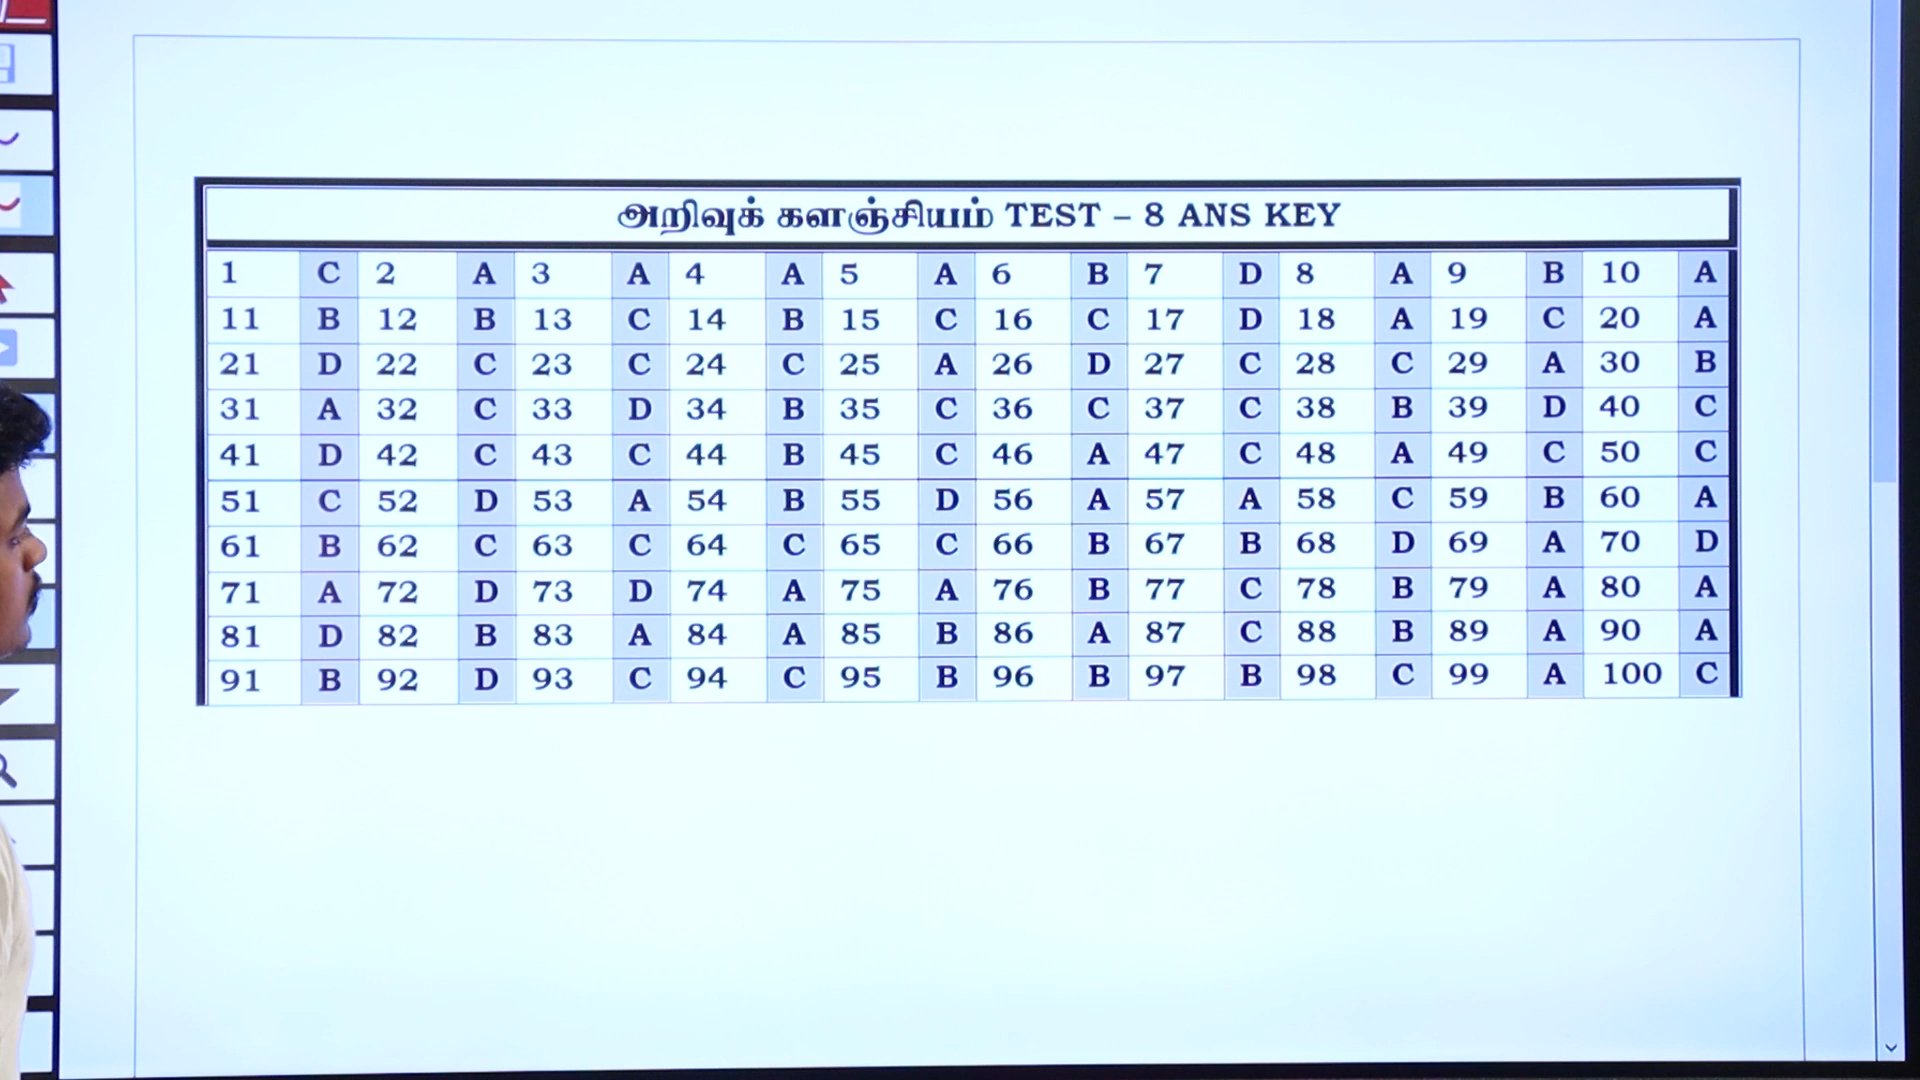 அறிவுக் களஞ்சியம் TEST – 8 ANS KEY
1 C 2 A 3 A 4 A 5 A 6 B 7 D 8 A 9 B 10 A
11 B 12 B 13 C 14 B 15 C 16 C 17 D 18 A 19 C 20 A
21 D 22 C 23 C 24 C 25 A 26 D 27 C 28 C 29 A 30 B
31 A 32 C 33 D 34 B 35 C 36 C 37 C 38 B 39 D 40 C
41 D 42 C 43 C 44 B 45 C 46 A 47 C 48 A 49 C 50 C
51 C 52 D 53 A 54 B 55 D 56 A 57 A 58 C 59 B 60 A
61 B 62 C 63 C 64 C 65 C 66 B 67 B 68 D 69 A 70 D
71 A 72 D 73 D 74 A 75 A 76 B 77 C 78 B 79 A 80 A
81 D 82 B 83 A 84 A 85 B 86 A 87 C 88 B 89 A 90 A
91 B 92 D 93 C 94 C 95 B 96 B 97 B 98 C 99 A 100 C